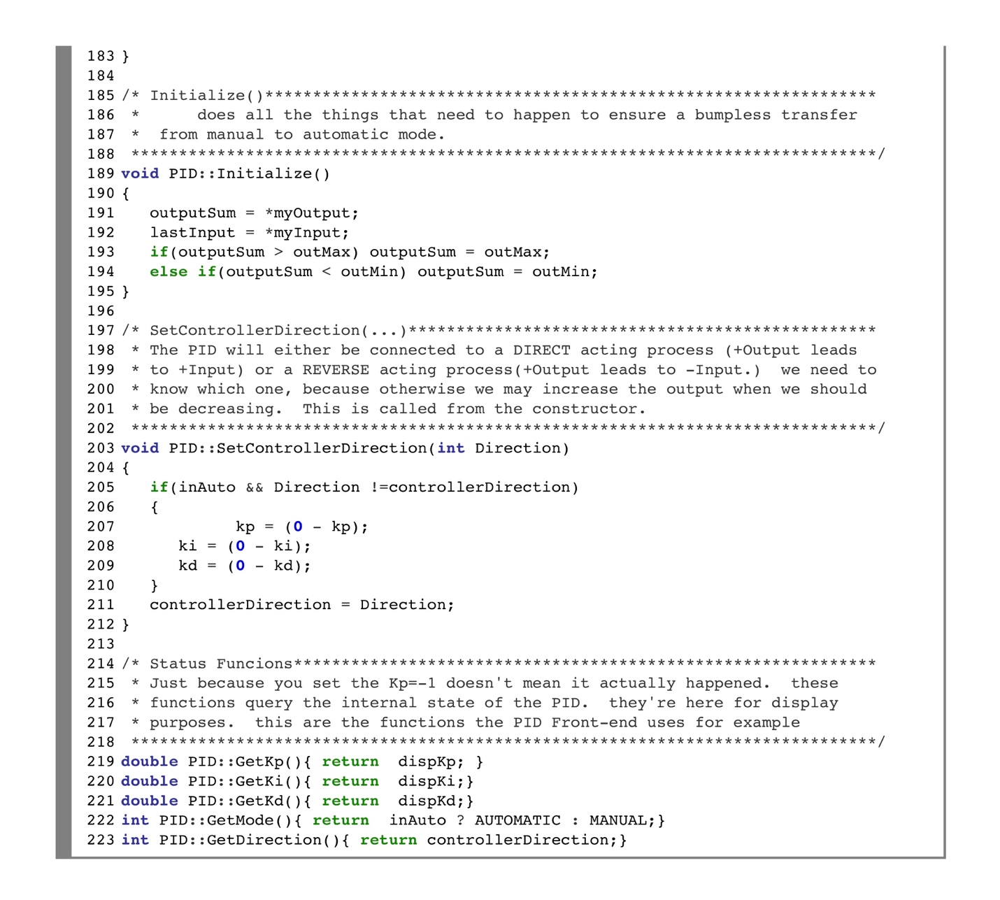 183 }
184
185 /* Initialize()****************************************************************
186  *      does all the things that need to happen to ensure a bumpless transfer
187  *  from manual to automatic mode.
188  ******************************************************************************/
189 void PID::Initialize()
190 {
191    outputSum = *myOutput;
192    lastInput = *myInput;
193    if(outputSum > outMax) outputSum = outMax;
194    else if(outputSum < outMin) outputSum = outMin;
195 }
196
197 /* SetControllerDirection(...)*************************************************
198  * The PID will either be connected to a DIRECT acting process (+Output leads
199  * to +Input) or a REVERSE acting process(+Output leads to -Input.)  we need to
200  * know which one, because otherwise we may increase the output when we should
201  * be decreasing.  This is called from the constructor.
202  ******************************************************************************/
203 void PID::SetControllerDirection(int Direction)
204 {
205    if(inAuto && Direction !=controllerDirection)
206    {
207             kp = (0 - kp);
208       ki = (0 - ki);
209       kd = (0 - kd);
210    }
211    controllerDirection = Direction;
212 }
213
214 /* Status Funcions*************************************************************
215  * Just because you set the Kp=-1 doesn't mean it actually happened.  these
216  * functions query the internal state of the PID.  they're here for display
217  * purposes.  this are the functions the PID Front-end uses for example
218  ******************************************************************************/
219 double PID::GetKp(){ return  dispKp; }
220 double PID::GetKi(){ return  dispKi;}
221 double PID::GetKd(){ return  dispKd;}
222 int PID::GetMode(){ return  inAuto ? AUTOMATIC : MANUAL;}
223 int PID::GetDirection(){ return controllerDirection;}